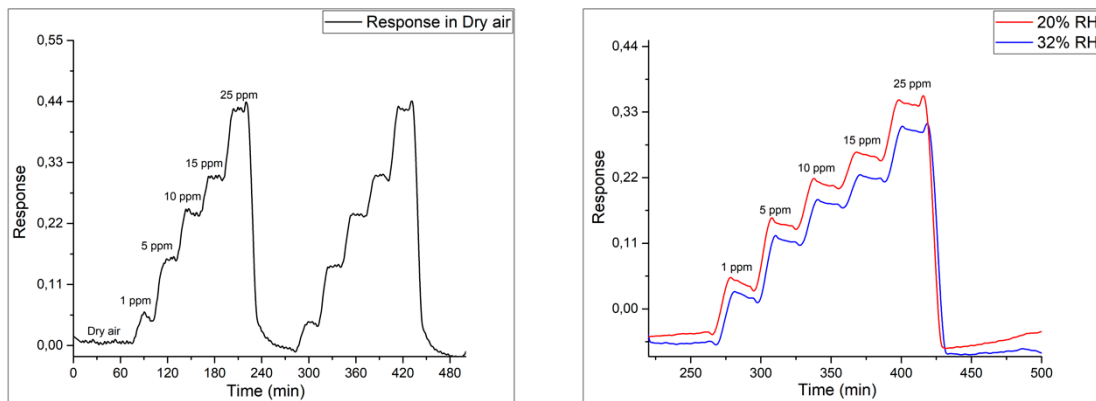 Response in Dry air
0,55
0,44
0,33
0,22
0,11
0,00
Response
25 ppm
15 ppm
10 ppm
5 ppm
1 ppm
Dry air
0 60 120 180 240 300 360 420 480
Time (min)
20% RH
32% RH
0,44
0,33
0,22
0,11
0,00
Response
25 ppm
15 ppm
10 ppm
5 ppm
1 ppm
250 300 350 400 450 500
Time (min)